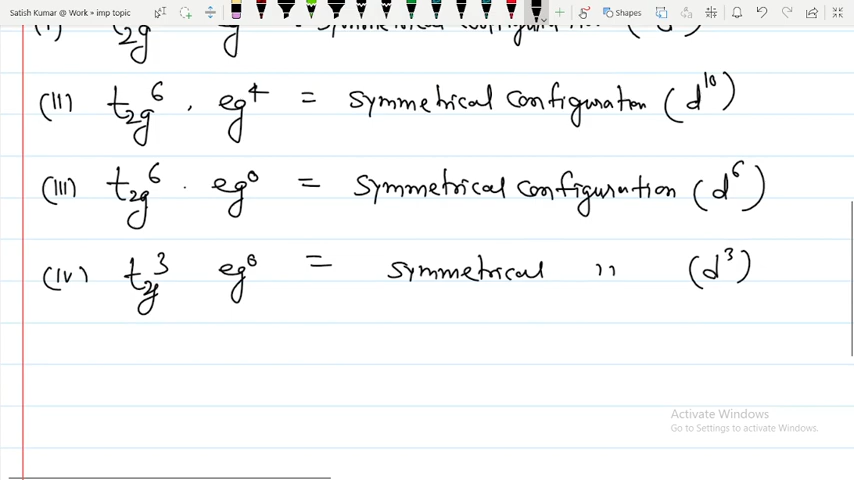 Satish Kumar @ Work » imp topic
Shapes
(II) t2g⁶ . eg⁴ = symmetrical configuraton (d¹⁰)
(III) t2g⁶ . eg⁰ = symmetrical configuration (d⁶)
(IV) t2g³ eg⁰ = symmetrical ,, (d³)
Activate Windows
Go to Settings to activate Windows.